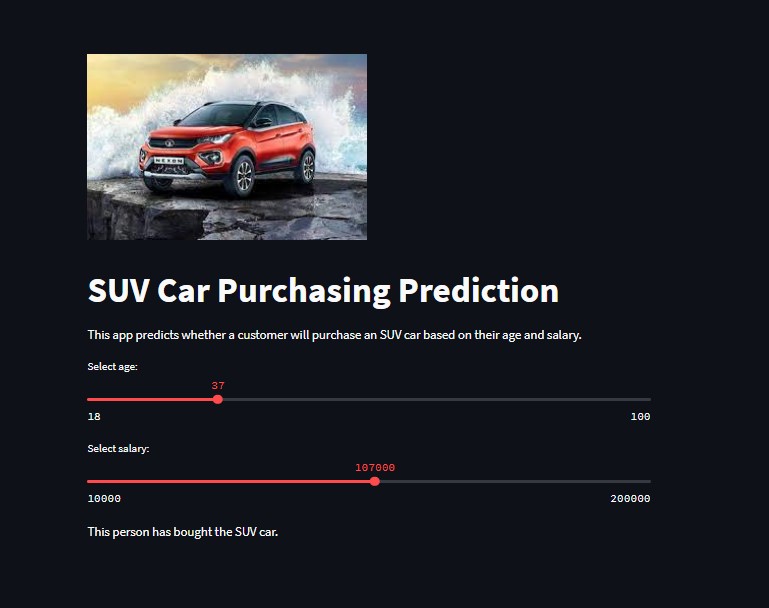 NEXON
SUV Car Purchasing Prediction
This app predicts whether a customer will purchase an SUV car based on their age and salary.
Select age:
37
18 100
Select salary:
107000
10000 200000
This person has bought the SUV car.